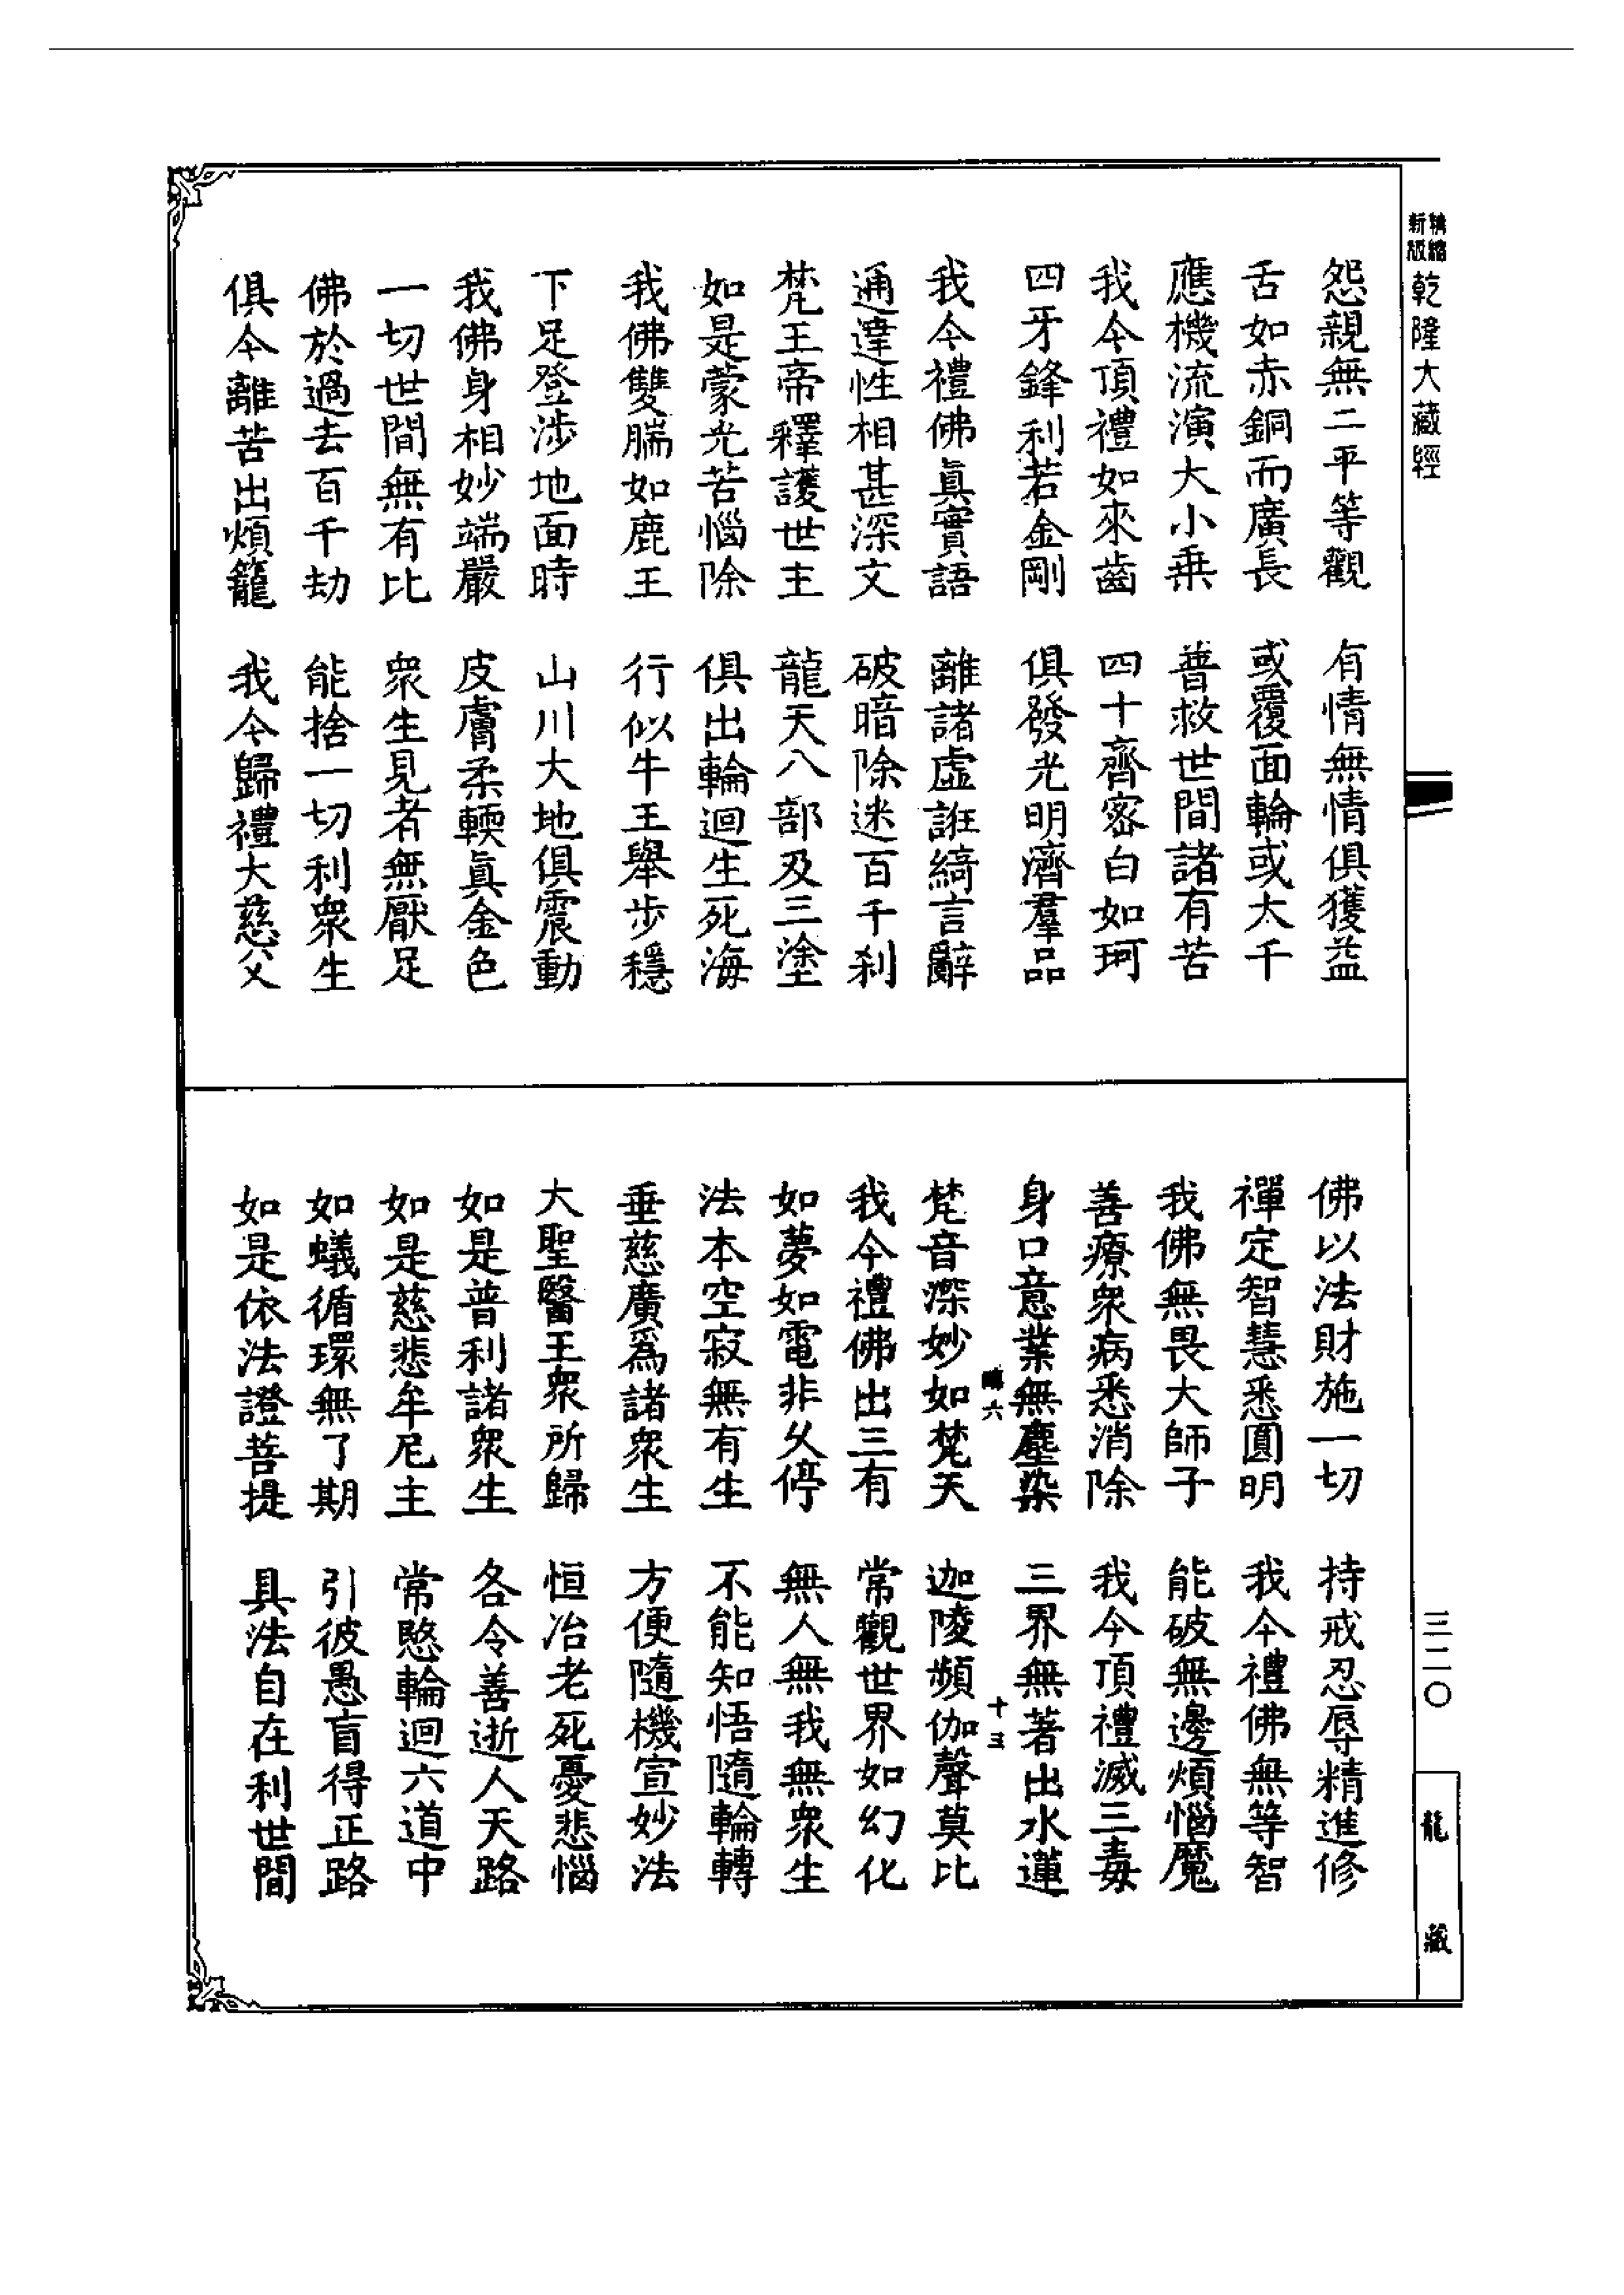 精縮新版乾隆大藏經
怨親無二平等觀　有情無情俱獲益
舌如赤銅而廣長　或覆面輪或大千
應機流演大小乗　普救世間諸有苦
我今頂禮如來齒　四十齊密白如珂
四牙鋒利若金剛　俱發光明濟羣品
我今禮佛眞實語　離諸虛誑綺言辭
通達性相甚深文　破暗除迷百千刹
梵王帝釋護世主　龍天八部及三塗
如是蒙光苦惱除　俱出輪迴生死海
我佛雙腨如鹿王　行似牛王舉步穩
下足登涉地面時　山川大地俱震動
我佛身相妙端嚴　皮膚柔輭眞金色
一切世間無有比　衆生見者無厭足
佛於過去百千劫　能捨一切利衆生
俱令離苦出煩籠　我今歸禮大慈父
佛以法財施一切　持戒忍辱精進修
禪定智慧悉圓明　我今禮佛無等智
我佛無畏大師子　能破無邊煩惱魔
善療衆病悉消除　我今頂禮滅三毒
身口意業無塵染　三界無著出水蓮
六　十三
梵音深妙如梵天　迦陵頻伽聲莫比
我今禮佛出三有　常觀世界如幻化
如夢如電非久停　無人無我無衆生
法本空寂無有生　不能知悟隨輪轉
垂慈廣爲諸衆生　方便隨機宣妙法
大聖醫王衆所歸　恒治老死憂悲惱
如是普利諸衆生　各令善逝人天路
如是慈悲牟尼主　常愍輪迴六道中
如蟻循環無了期　引彼愚盲得正路
如是依法證菩提　具法自在利世間
三二〇
龍藏